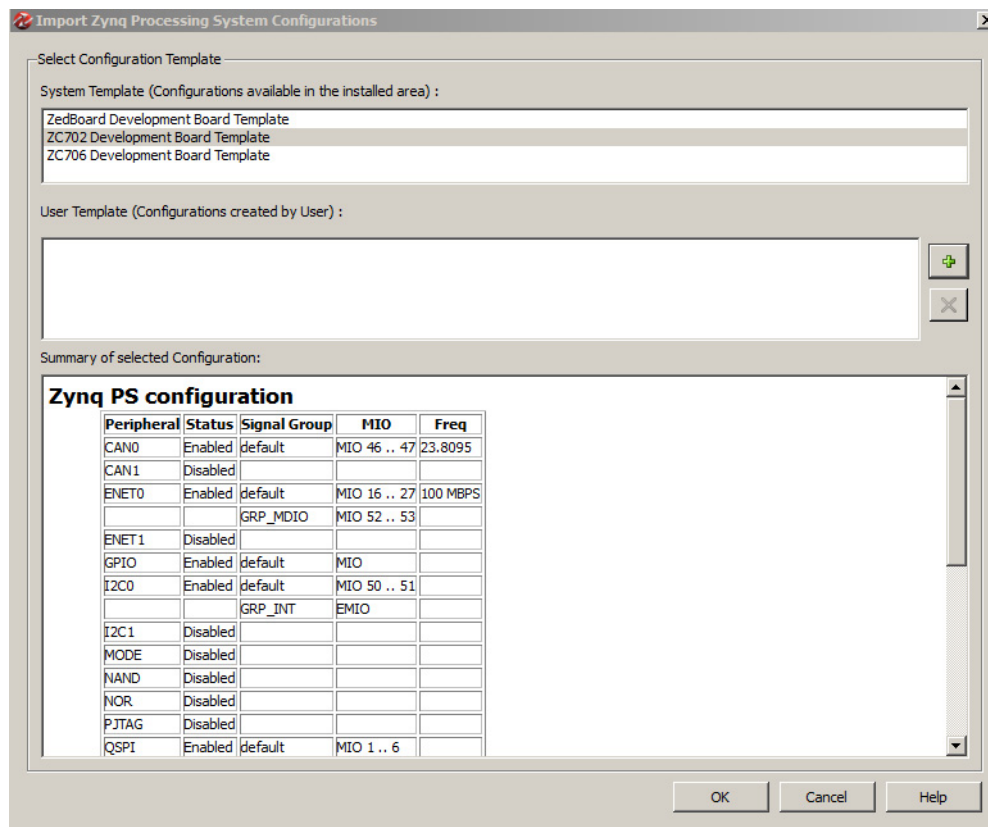 Import Zynq Processing System Configurations
Select Configuration Template
System Template (Configurations available in the installed area) :
ZedBoard Development Board Template
ZC702 Development Board Template
ZC706 Development Board Template
User Template (Configurations created by User) :
Summary of selected Configuration:
Zynq PS configuration
Peripheral Status Signal Group MIO Freq
CAN0 Enabled default MIO 46 .. 47 23.8095
CAN1 Disabled
ENET0 Enabled default MIO 16 .. 27 100 MBPS
GRP_MDIO MIO 52 .. 53
ENET1 Disabled
GPIO Enabled default MIO
I2C0 Enabled default MIO 50 .. 51
GRP_INT EMIO
I2C1 Disabled
MODE Disabled
NAND Disabled
NOR Disabled
PJTAG Disabled
QSPI Enabled default MIO 1 .. 6
OK Cancel Help